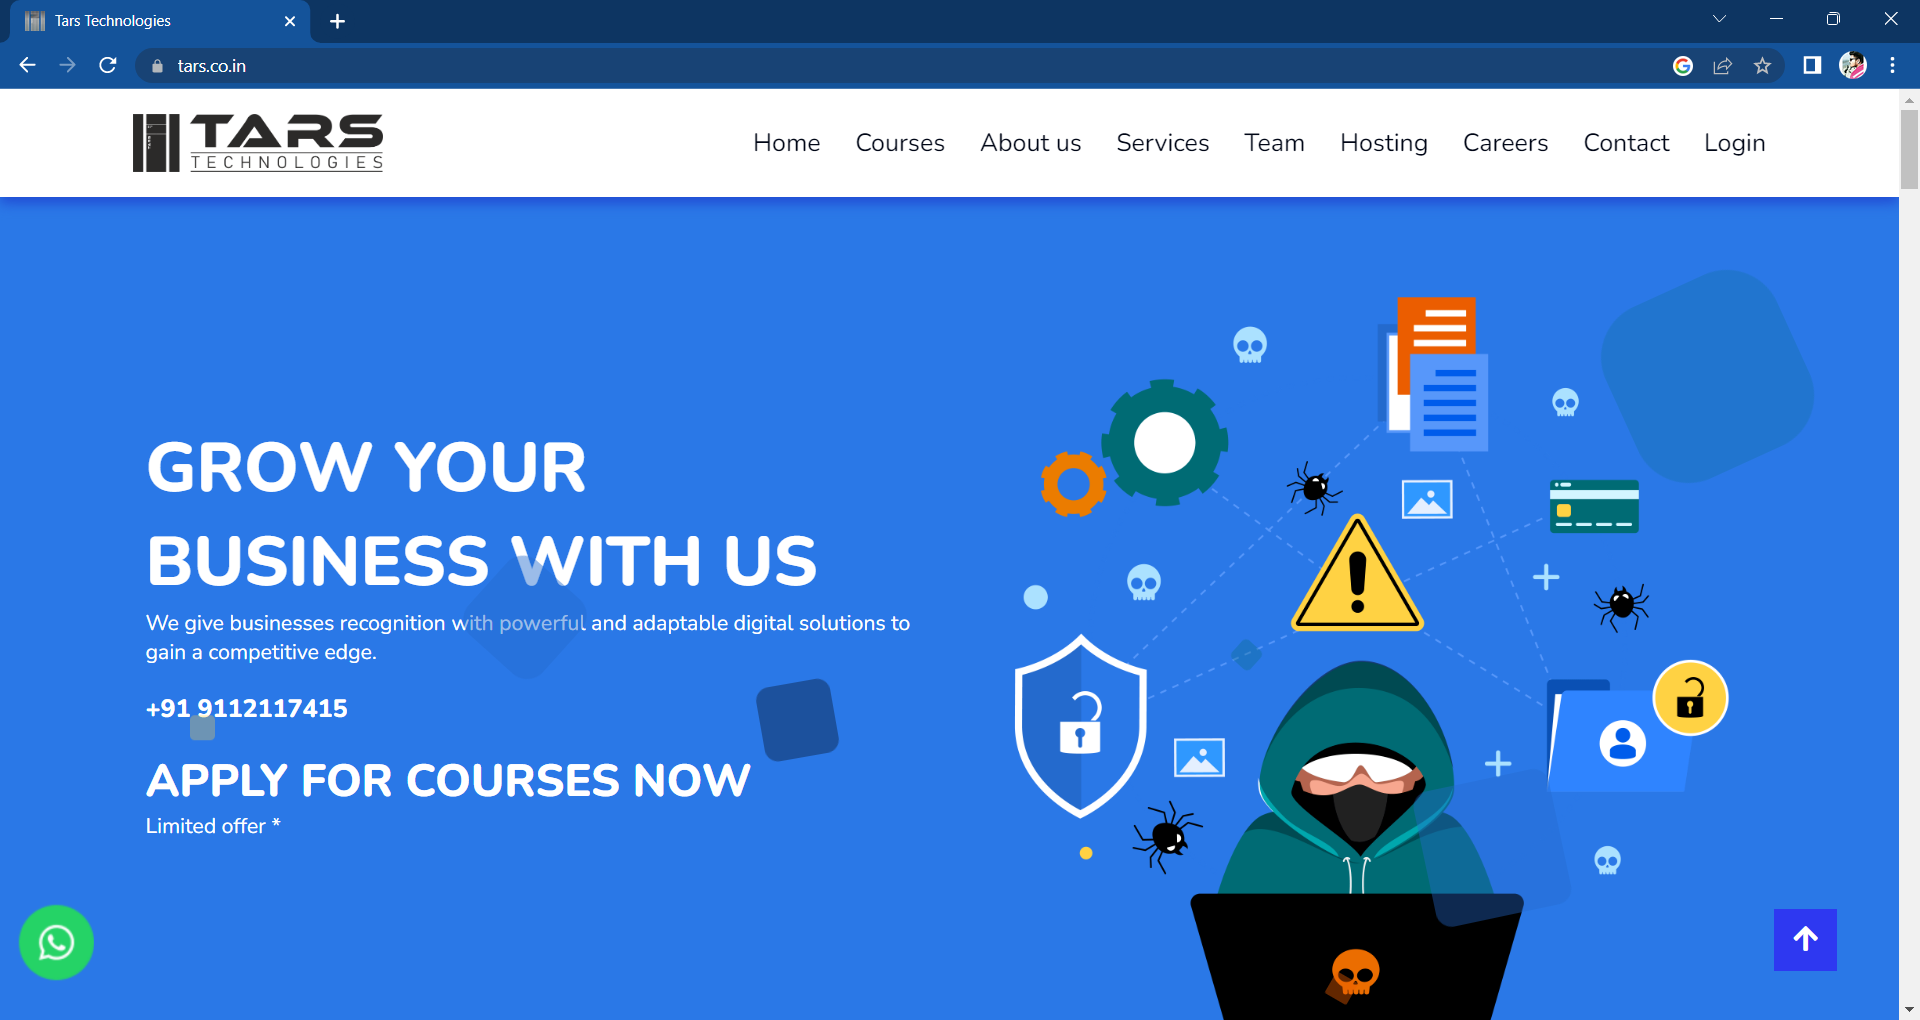 Tars Technologies
tars.co.in
TARS
TECHNOLOGIES
Home Courses About us Services Team Hosting Careers Contact Login
GROW YOUR
BUSINESS WITH US
We give businesses recognition with powerful and adaptable digital solutions to
gain a competitive edge.
+91 9112117415
APPLY FOR COURSES NOW
Limited offer *